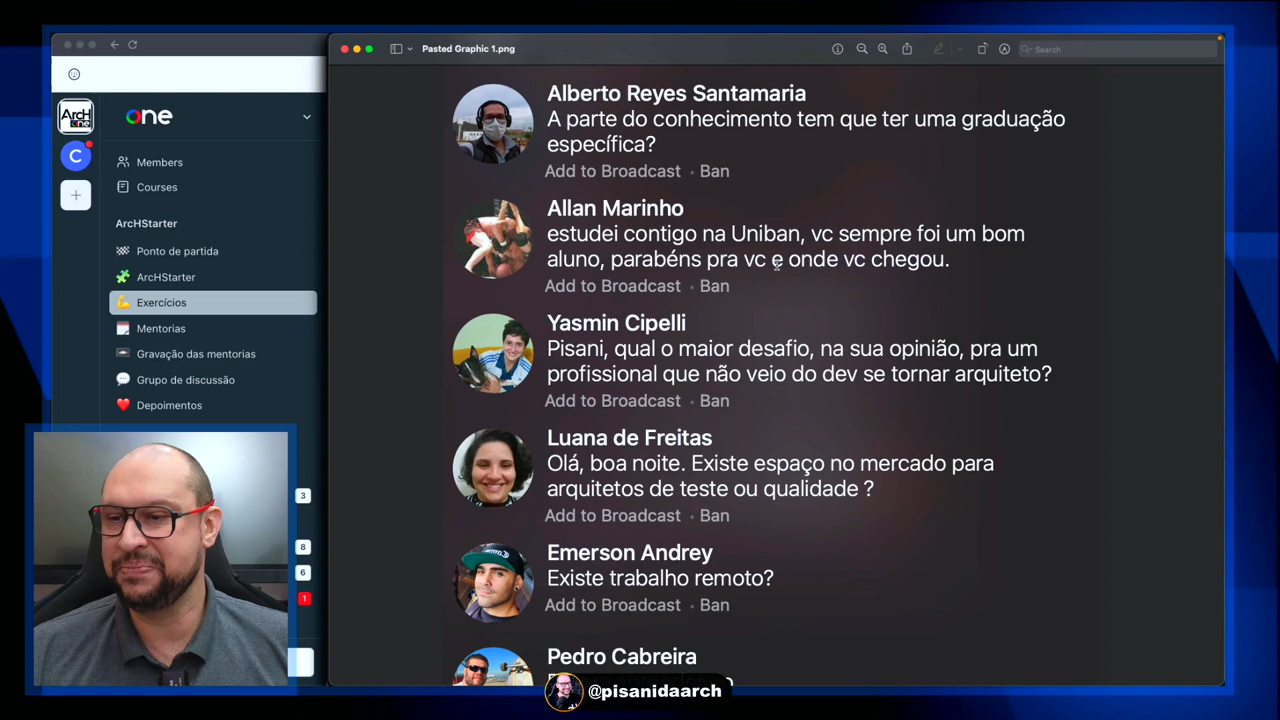 Pasted Graphic 1.png
Search
ArcH
one
one
C
Members
Courses
ArcHStarter
Ponto de partida
ArcHStarter
Exercícios
Mentorias
Gravação das mentorias
Grupo de discussão
Depoimentos
3
8
6
1
Alberto Reyes Santamaria
A parte do conhecimento tem que ter uma graduação
específica?
Add to Broadcast • Ban
Allan Marinho
estudei contigo na Uniban, vc sempre foi um bom
aluno, parabéns pra vc e onde vc chegou.
Add to Broadcast • Ban
Yasmin Cipelli
Pisani, qual o maior desafio, na sua opinião, pra um
profissional que não veio do dev se tornar arquiteto?
Add to Broadcast • Ban
Luana de Freitas
Olá, boa noite. Existe espaço no mercado para
arquitetos de teste ou qualidade ?
Add to Broadcast • Ban
Emerson Andrey
Existe trabalho remoto?
Add to Broadcast • Ban
Pedro Cabreira
@pisanidaarch